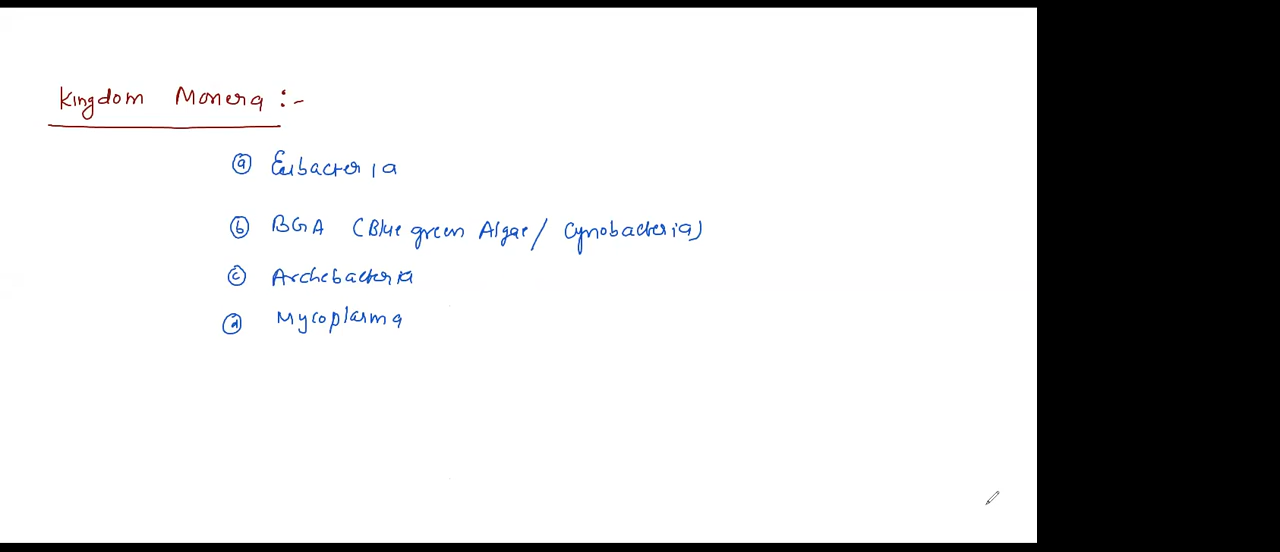 Kingdom Monera :-
(a) Eubacteria
(b) BGA (Blue green Algae / Cynobacteria)
(c) Archebacteria
(d) Mycoplasma